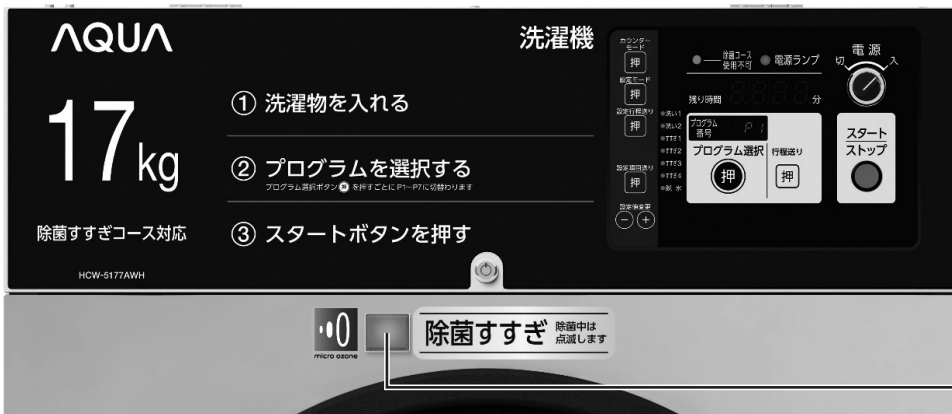 AQUA
洗濯機
17kg
除菌すすぎコース対応
HCW-5177AWH
① 洗濯物を入れる
② プログラムを選択する
プログラム選択ボタン 押 を押すごとに P1~P7に切替わります
③ スタートボタンを押す
カウンター
モード
押
設定モード
押
設定行程送り
押
設定項目送り
押
設定値変更
− +
除菌コース
使用不可
電源ランプ
残り時間
分
洗い1
洗い2
すすぎ1
すすぎ2
すすぎ3
すすぎ4
脱水
プログラム
番号
P1
プログラム選択
押
行程送り
押
電源
切
入
スタート
ストップ
micro ozone
除菌すすぎ
除菌中は
点滅します